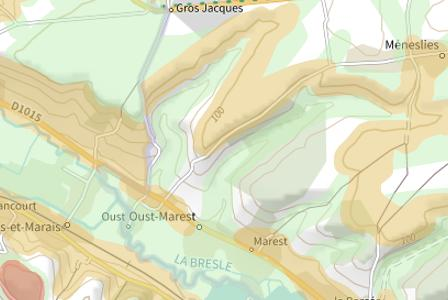 Gros Jacques
Méneslies
100
D1015
ancourt
s-et-Marais
Oust Oust-Marest
Marest
100
LA BRESLE